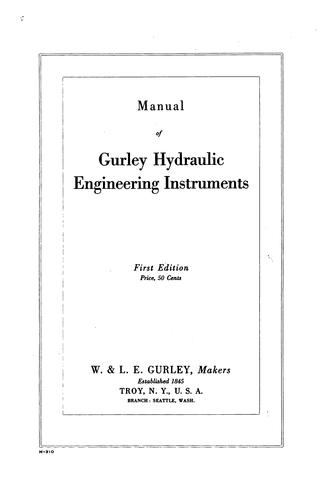 Manual
of
Gurley Hydraulic
Engineering Instruments
First Edition
Price, 50 Cents
W. & L. E. GURLEY, Makers
Established 1845
TROY, N. Y., U. S. A.
BRANCH: SEATTLE, WASH.
H-310